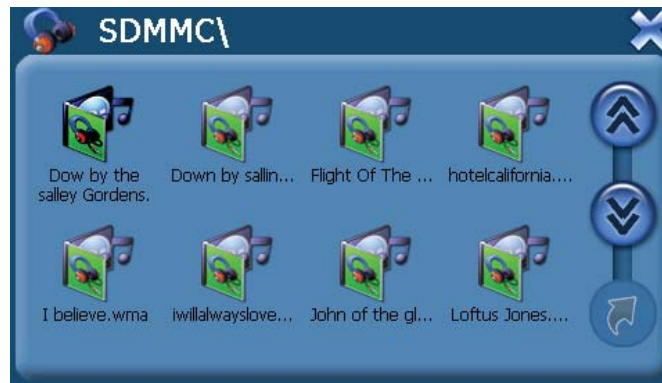 SDMMC\
Dow by the
salley Gordens.
Down by sallin...
Flight Of The ...
hotelcalifornia....
I believe.wma
iwillalwayslove...
John of the gl...
Loftus Jones....